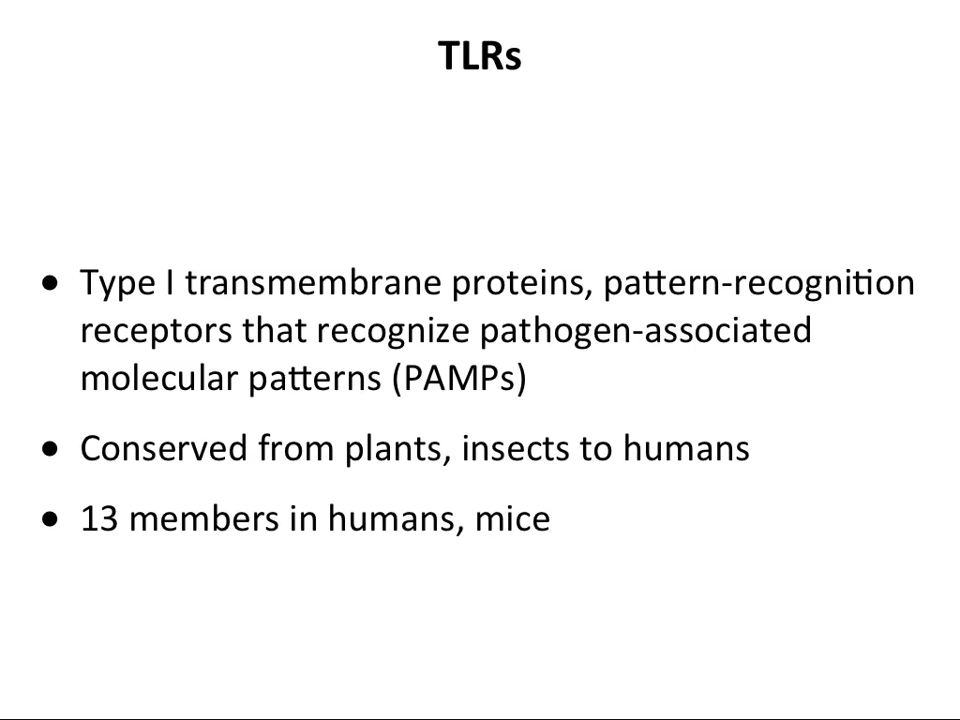 TLRs
• Type I transmembrane proteins, pattern-recognition
receptors that recognize pathogen-associated
molecular patterns (PAMPs)
• Conserved from plants, insects to humans
• 13 members in humans, mice